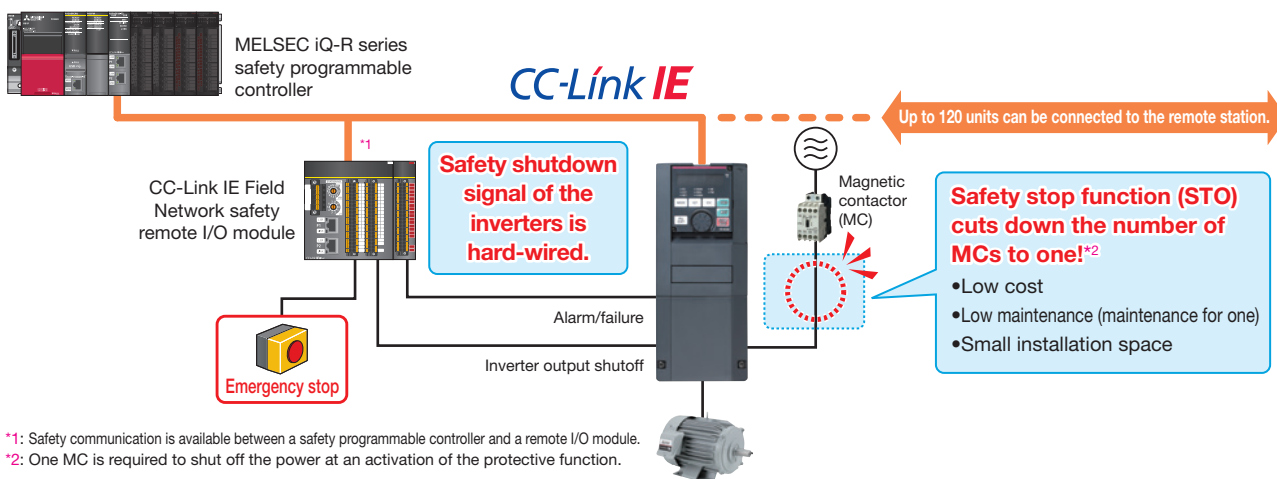 MELSEC iQ-R series
safety programmable
controller
CC-Link IE
Up to 120 units can be connected to the remote station.
*1
CC-Link IE Field
Network safety
remote I/O module
Safety shutdown
signal of the
inverters is
hard-wired.
Magnetic
contactor
(MC)
Safety stop function (STO)
cuts down the number of
MCs to one!*2
•Low cost
•Low maintenance (maintenance for one)
•Small installation space
Alarm/failure
Inverter output shutoff
Emergency stop
*1: Safety communication is available between a safety programmable controller and a remote I/O module.
*2: One MC is required to shut off the power at an activation of the protective function.